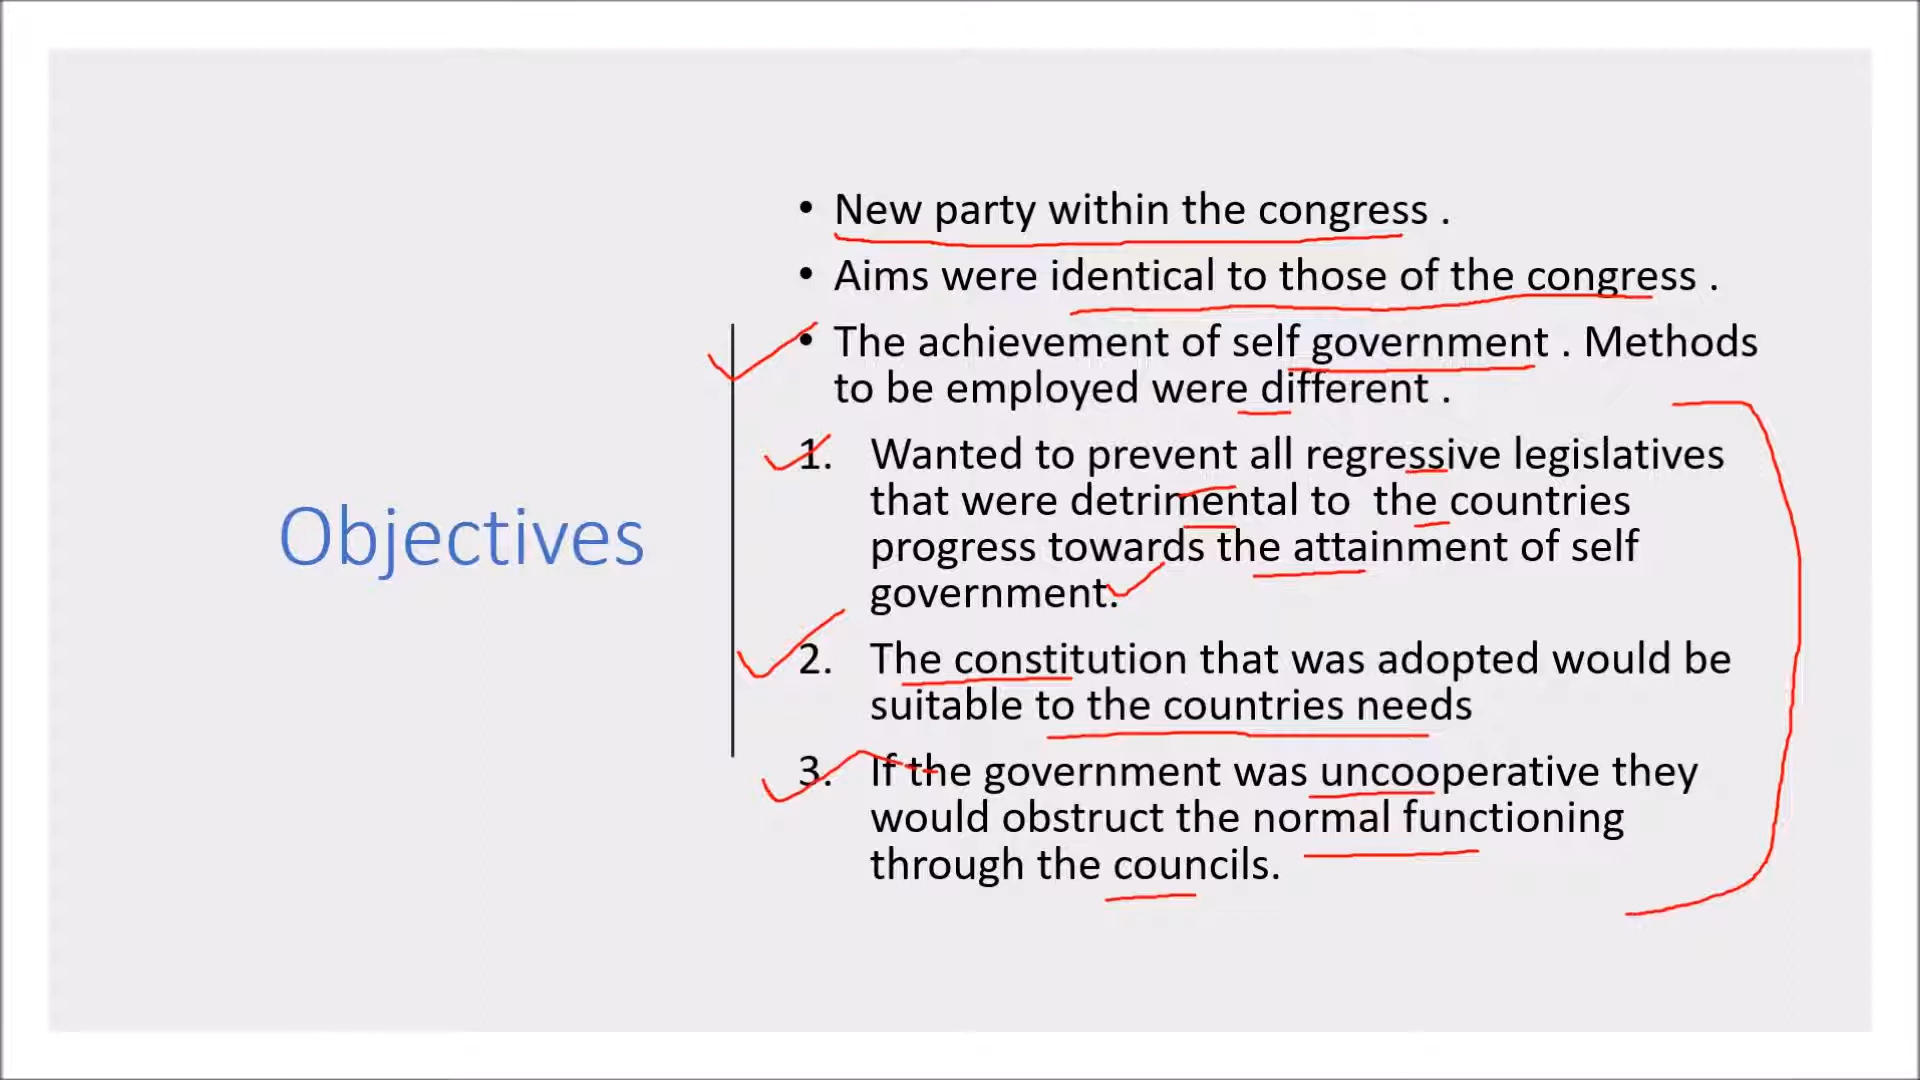 Objectives
• New party within the congress .
• Aims were identical to those of the congress .
• The achievement of self government . Methods
to be employed were different .
1. Wanted to prevent all regressive legislatives
that were detrimental to the countries
progress towards the attainment of self
government.
2. The constitution that was adopted would be
suitable to the countries needs
3. If the government was uncooperative they
would obstruct the normal functioning
through the councils.